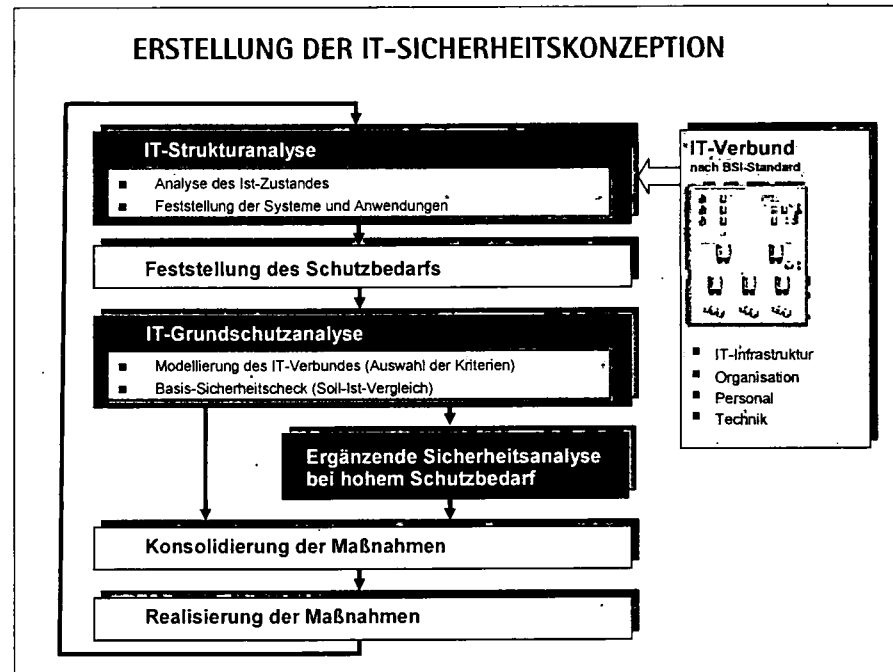 ERSTELLUNG DER IT-SICHERHEITSKONZEPTION
IT-Strukturanalyse
■ Analyse des Ist-Zustandes
■ Feststellung der Systeme und Anwendungen
Feststellung des Schutzbedarfs
IT-Grundschutzanalyse
■ Modellierung des IT-Verbundes (Auswahl der Kriterien)
■ Basis-Sicherheitscheck (Soll-Ist-Vergleich)
Ergänzende Sicherheitsanalyse
bei hohem Schutzbedarf
Konsolidierung der Maßnahmen
Realisierung der Maßnahmen
IT-Verbund
nach BSI-Standard
■ IT-Infrastruktur
■ Organisation
■ Personal
■ Technik